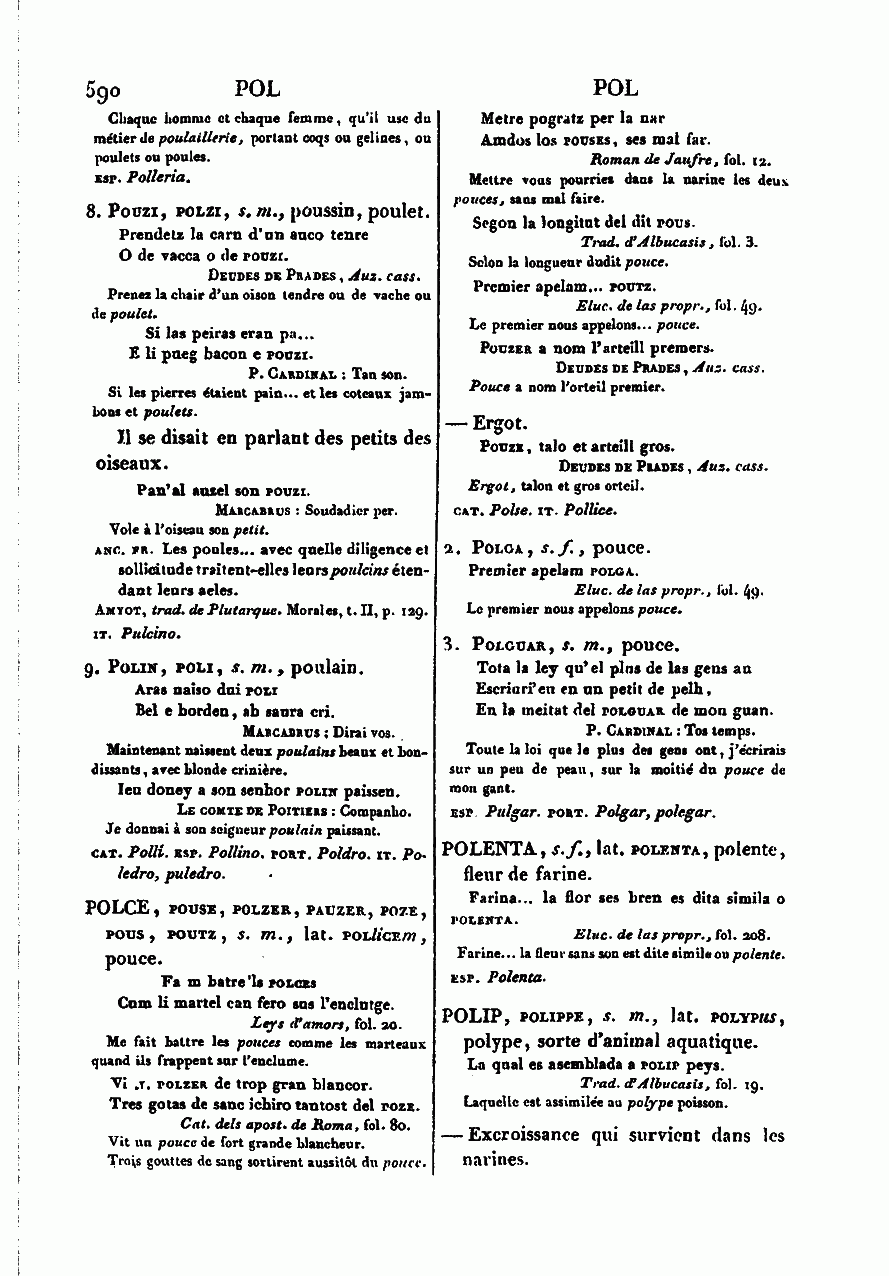 590 POL POL
Chaque homme et chaque femme, qu'il use du
métier de poulaillerie, portant coqs ou gelines, ou
poulets ou poules.
ESP. Polleria.
8. POUZI, POLZI, s. m., poussin, poulet.
Prendetz la carn d'un auco tenre
O de vacca o de POUZI.
DEUDES DE PRADES, Auz. cass.
Prenez la chair d'un oison tendre ou de vache ou
de poulet.
Si las peiras eran pa...
E li pueg bacon e POUZI.
P. CARDINAL : Tan son.
Si les pierres étaient pain... et les coteaux jam-
bons et poulets.
Il se disait en parlant des petits des
oiseaux.
Pan'al auzel son POUZI.
MARCABRUS : Soudadier per.
Vole à l'oiseau son petit.
ANC. FR. Les poules... avec quelle diligence et
sollicitude traitent-elles leurs poulcins éten-
dant leurs aeles.
AMYOT, trad. de Plutarque. Morales, t. II, p. 129.
IT. Pulcino.
9. POLIN, POLI, s. m., poulain.
Aras naiso dui POLI
Bel e borden, ab saura cri.
MARCABRUS : Dirai vos.
Maintenant naissent deux poulains beaux et bon-
dissants, avec blonde crinière.
Ieu doney a son senhor POLIN paissen.
LE COMTE DE POITIERS : Companho.
Je donnai à son seigneur poulain paissant.
CAT. Polli. ESP. Pollino. PORT. Poldro. IT. Po-
ledro, puledro.
POLCE, POUSE, POLZER, PAUZER, POZE,
POUS, POUTZ, s. m., lat. POLLICEM,
pouce.
Fa m batre'ls POLCES
Cum li martel can fero sus l'enclutge.
Leys d'amors, fol. 20.
Me fait battre les pouces comme les marteaux
quand ils frappent sur l'enclume.
Vi .I. POLZER de trop gran blancor.
Tres gotas de sanc ichiro tantost del POZE.
Cat. dels apost. de Roma, fol. 80.
Vit un pouce de fort grande blancheur.
Trois gouttes de sang sortirent aussitôt du pouce.
Metre pogratz per la nar
Amdos los POUSES, ses mal far.
Roman de Jaufre, fol. 12.
Mettre vous pourriez dans la narine les deux
pouces, sans mal faire.
Segon la longitut del dit POUS.
Trad. d'Albucasis, fol. 3.
Selon la longueur dudit pouce.
Premier apelam... POUTZ.
Eluc. de las propr., fol. 49.
Le premier nous appelons... pouce.
POUZER a nom l'arteill premers.
DEUDES DE PRADES, Auz. cass.
Pouce a nom l'orteil premier.
— Ergot.
POUZE, talo et arteill gros.
DEUDES DE PRADES, Auz. cass.
Ergot, talon et gros orteil.
CAT. Polse. IT. Pollice.
2. POLGA, s. f., pouce.
Premier apelam POLGA.
Eluc. de las propr., fol. 49.
Le premier nous appelons pouce.
3. POLGUAR, s. m., pouce.
Tota la ley qu'el plus de las gens au
Escriuri'eu en un petit de pelh,
En la meitat del POLGUAR de mon guan.
P. CARDINAL : Tos temps.
Toute la loi que le plus des gens ont, j'écrirais
sur un peu de peau, sur la moitié du pouce de
mon gant.
ESP. Pulgar. PORT. Polgar, polegar.
POLENTA, s. f., lat. POLENTA, polente,
fleur de farine.
Farina... la flor ses bren es dita simila o
POLENTA.
Eluc. de las propr., fol. 208.
Farine... la fleur sans son est dite simile ou polente.
ESP. Polenta.
POLIP, POLIPPE, s. m., lat. POLYPUS,
polype, sorte d'animal aquatique.
La qual es asemblada a POLIP peys.
Trad. d'Albucasis, fol. 19.
Laquelle est assimilée au polype poisson.
— Excroissance qui survient dans les
narines.